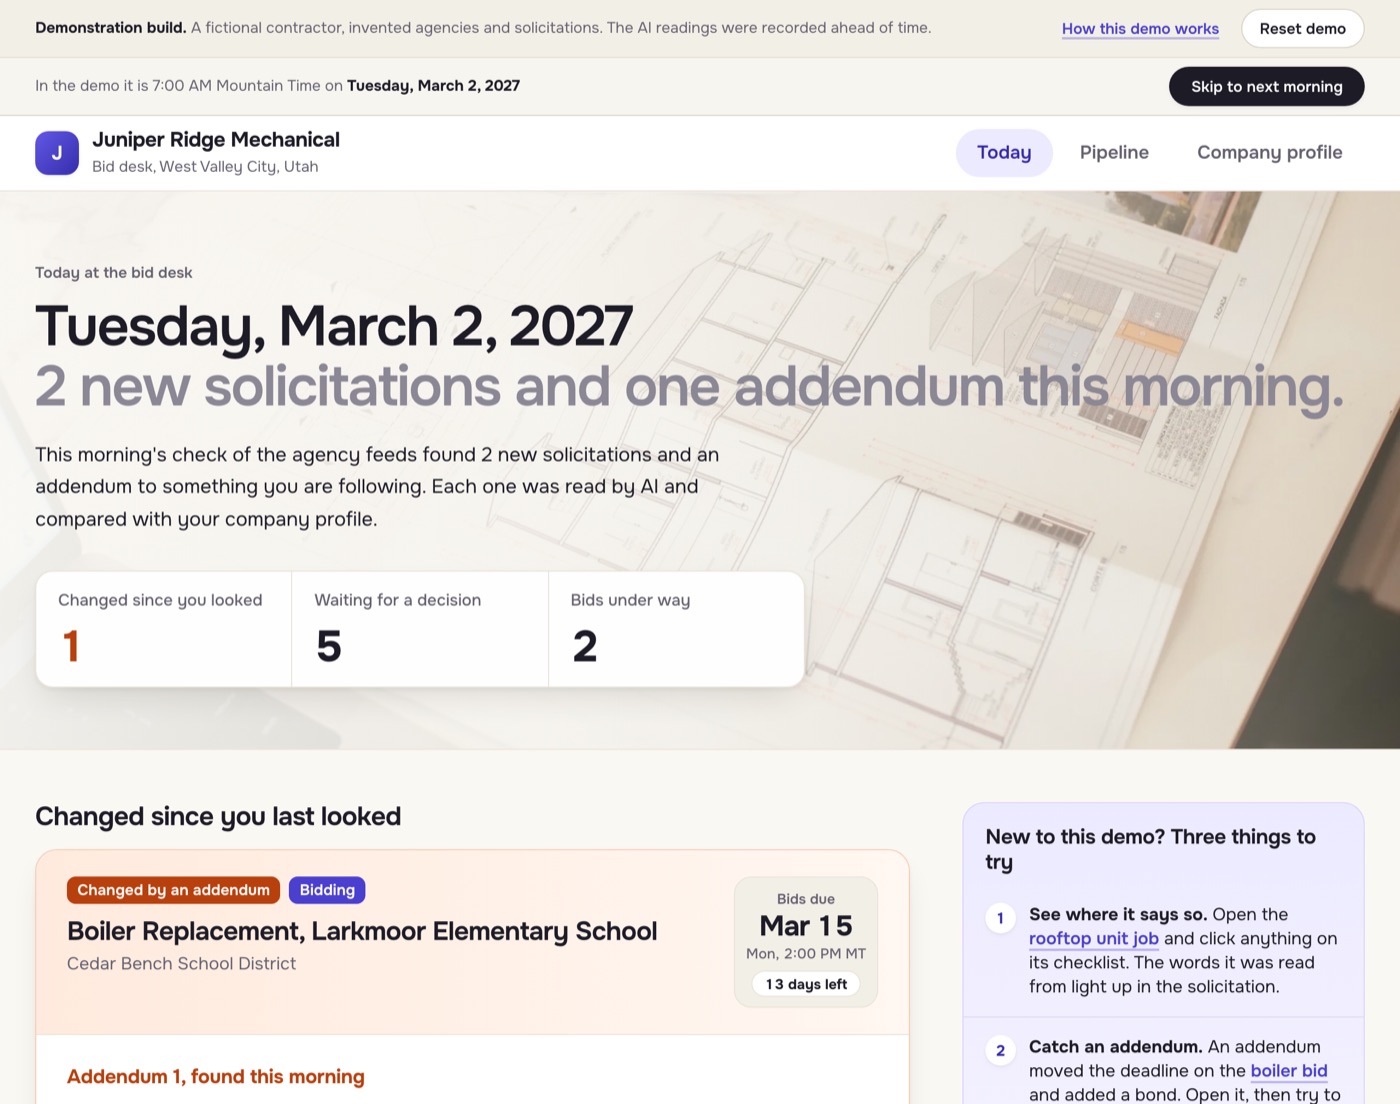 Demonstration build. A fictional contractor, invented agencies and solicitations. The AI readings were recorded ahead of time.
How this demo works
Reset demo
In the demo it is 7:00 AM Mountain Time on Tuesday, March 2, 2027
Skip to next morning
J
Juniper Ridge Mechanical
Bid desk, West Valley City, Utah
Today
Pipeline
Company profile
Today at the bid desk
Tuesday, March 2, 2027
2 new solicitations and one addendum this morning.
This morning's check of the agency feeds found 2 new solicitations and an
addendum to something you are following. Each one was read by AI and
compared with your company profile.
Changed since you looked
1
Waiting for a decision
5
Bids under way
2
Changed since you last looked
Changed by an addendum
Bidding
Boiler Replacement, Larkmoor Elementary School
Cedar Bench School District
Bids due
Mar 15
Mon, 2:00 PM MT
13 days left
Addendum 1, found this morning
New to this demo? Three things to
try
1
See where it says so. Open the
rooftop unit job and click anything on
its checklist. The words it was read
from light up in the solicitation.
2
Catch an addendum. An addendum
moved the deadline on the boiler bid
and added a bond. Open it, then try to